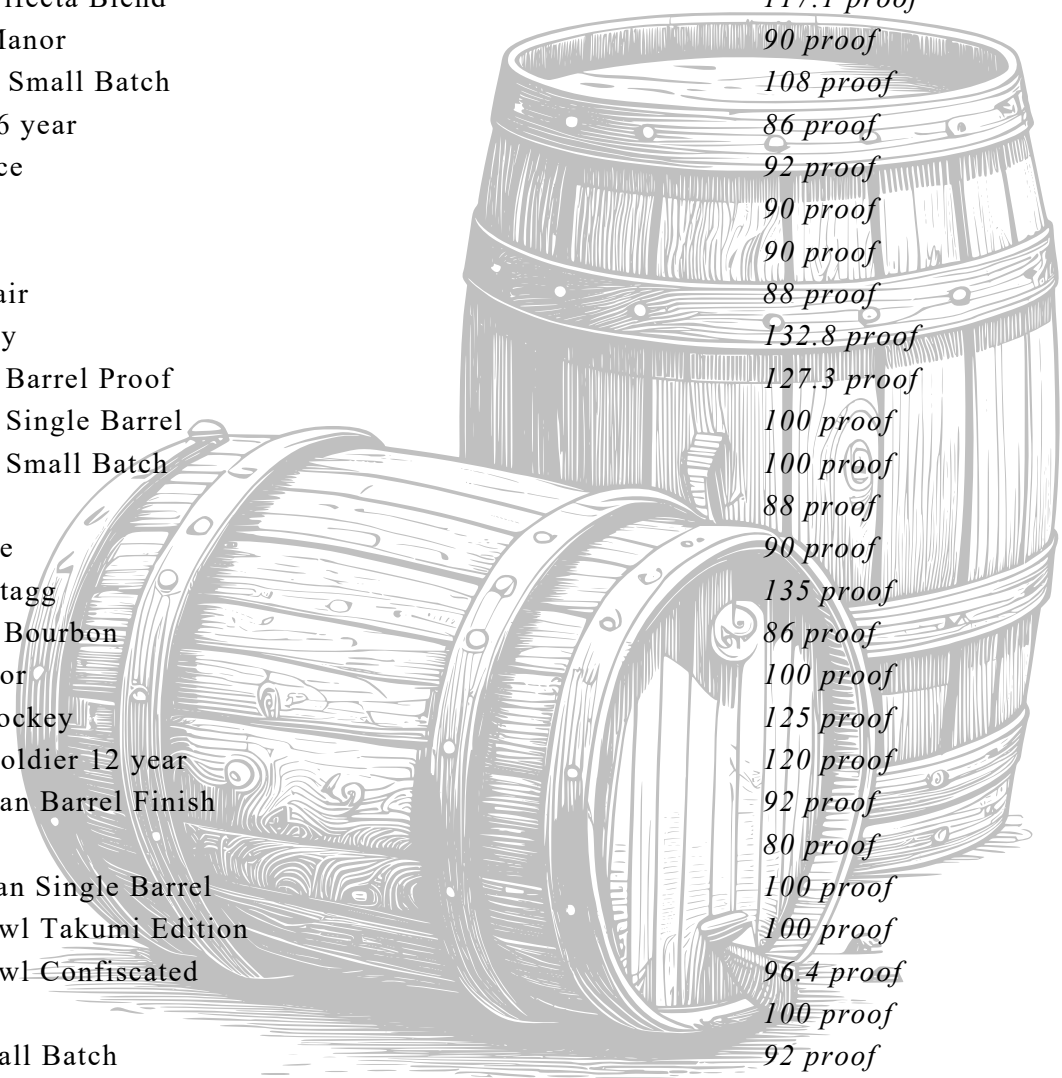 Blend 117.1 proof
Manor 90 proof
Small Batch 108 proof
6 year 86 proof
ce 92 proof
90 proof
90 proof
air 88 proof
y 132.8 proof
Barrel Proof 127.3 proof
Single Barrel 100 proof
Small Batch 100 proof
88 proof
e 90 proof
tagg 135 proof
Bourbon 86 proof
or 100 proof
ockey 125 proof
oldier 12 year 120 proof
an Barrel Finish 92 proof
80 proof
an Single Barrel 100 proof
wl Takumi Edition 100 proof
wl Confiscated 96.4 proof
100 proof
all Batch 92 proof